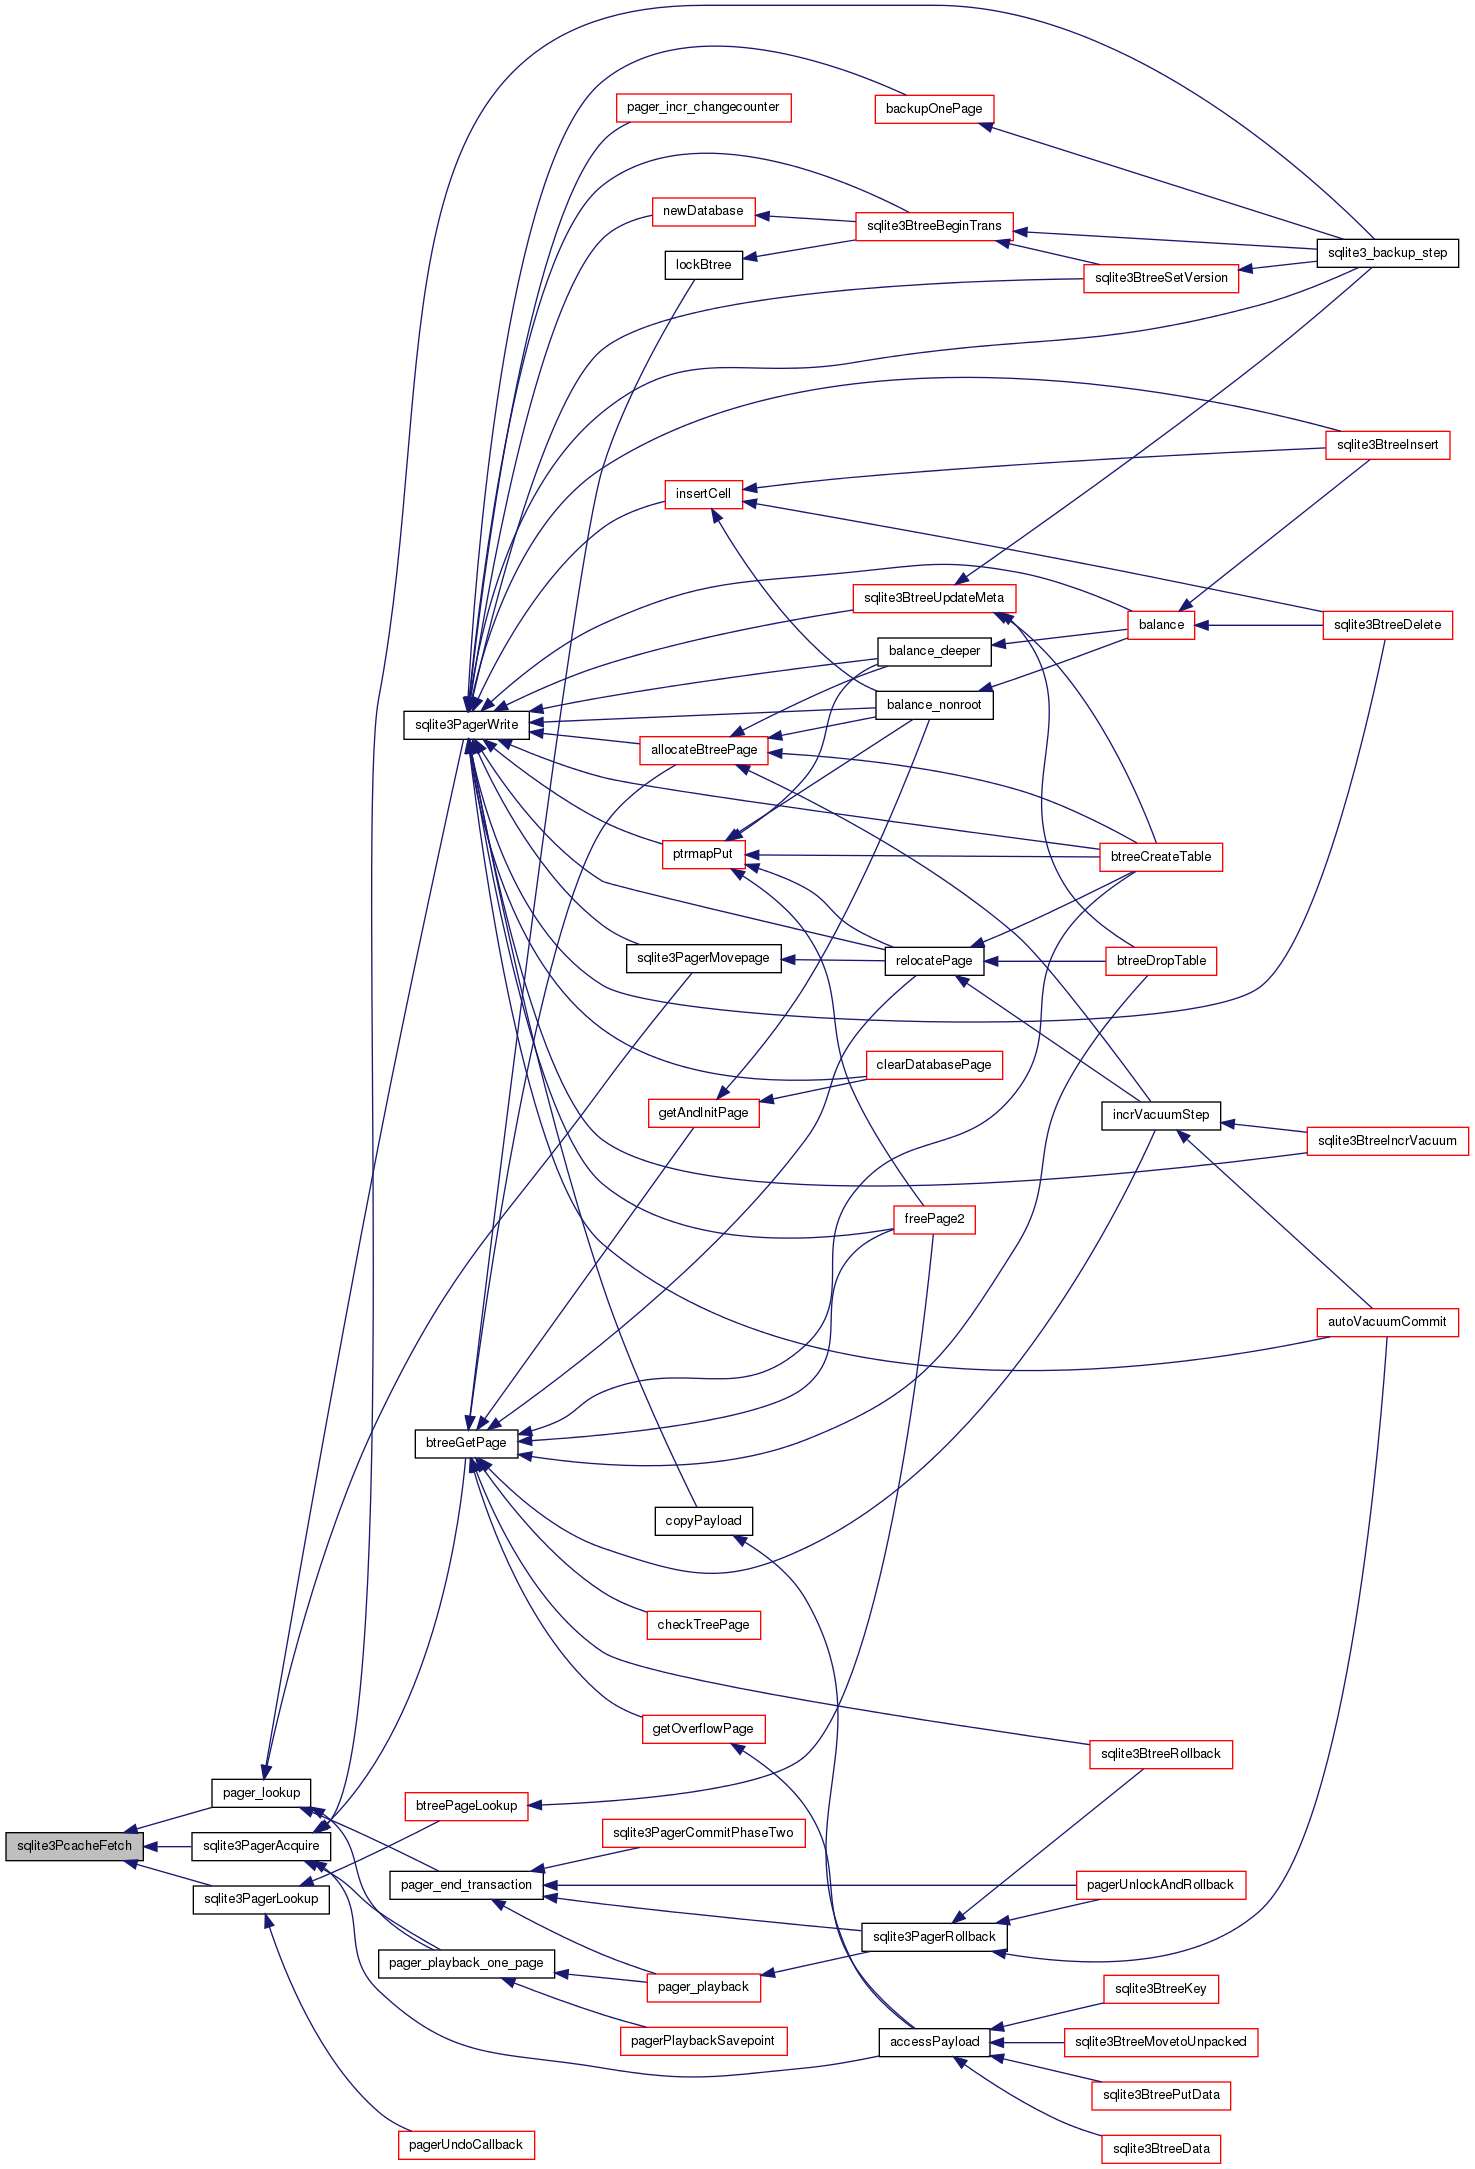 pager_incr_changecounter
backupOnePage
newDatabase
sqlite3BtreeBeginTrans
lockBtree
sqlite3_backup_step
sqlite3BtreeSetVersion
sqlite3BtreeInsert
insertCell
sqlite3BtreeUpdateMeta
balance
sqlite3BtreeDelete
balance_deeper
balance_nonroot
sqlite3PagerWrite
allocateBtreePage
ptrmapPut
btreeCreateTable
sqlite3PagerMovepage
relocatePage
btreeDropTable
clearDatabasePage
getAndInitPage
incrVacuumStep
sqlite3BtreeIncrVacuum
freePage2
autoVacuumCommit
btreeGetPage
copyPayload
checkTreePage
getOverflowPage
sqlite3BtreeRollback
pager_lookup
btreePageLookup
sqlite3PagerCommitPhaseTwo
sqlite3PcacheFetch
sqlite3PagerAcquire
pager_end_transaction
pagerUnlockAndRollback
sqlite3PagerLookup
sqlite3PagerRollback
pager_playback_one_page
pager_playback
sqlite3BtreeKey
pagerPlaybackSavepoint
accessPayload
sqlite3BtreeMovetoUnpacked
sqlite3BtreePutData
pagerUndoCallback
sqlite3BtreeData